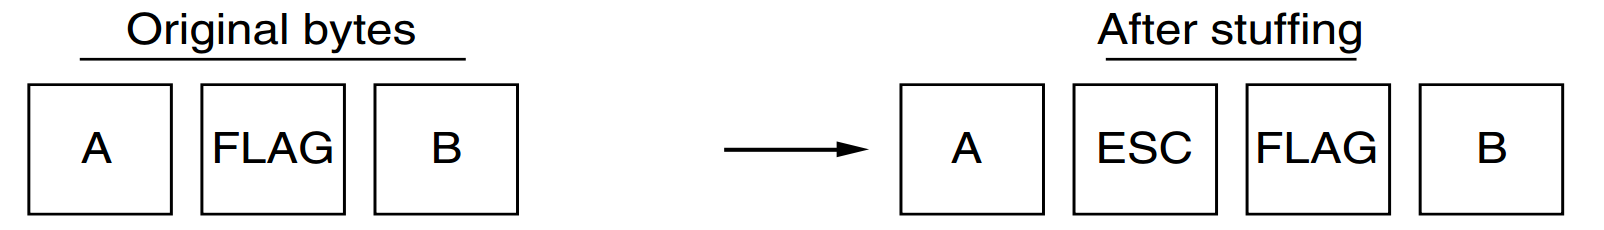 Original bytes
After stuffing
A FLAG B
A ESC FLAG B